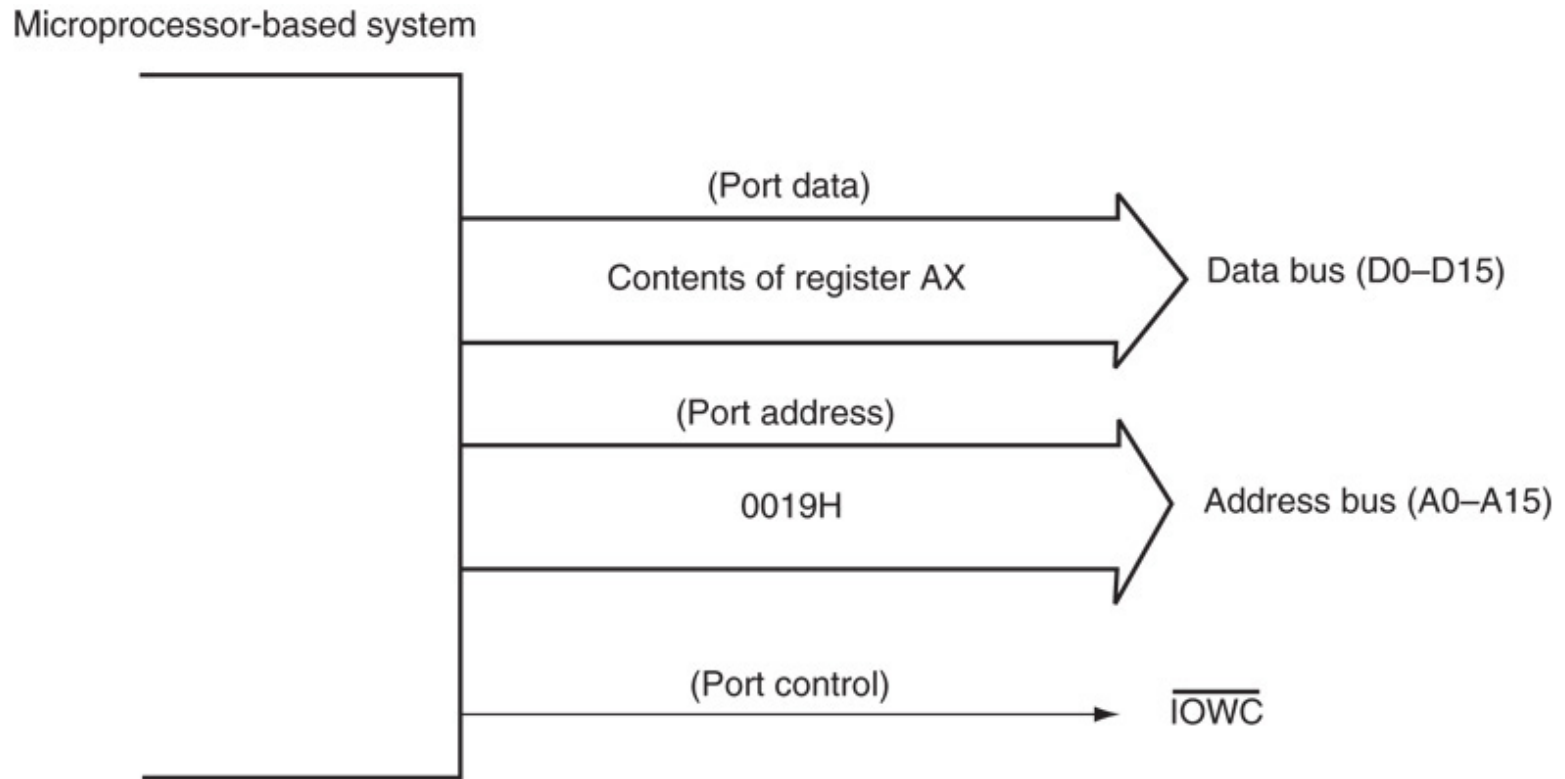 Microprocessor-based system
(Port data)
Contents of register AX
Data bus (D0–D15)
(Port address)
0019H
Address bus (A0–A15)
(Port control)
I̅O̅W̅C̅